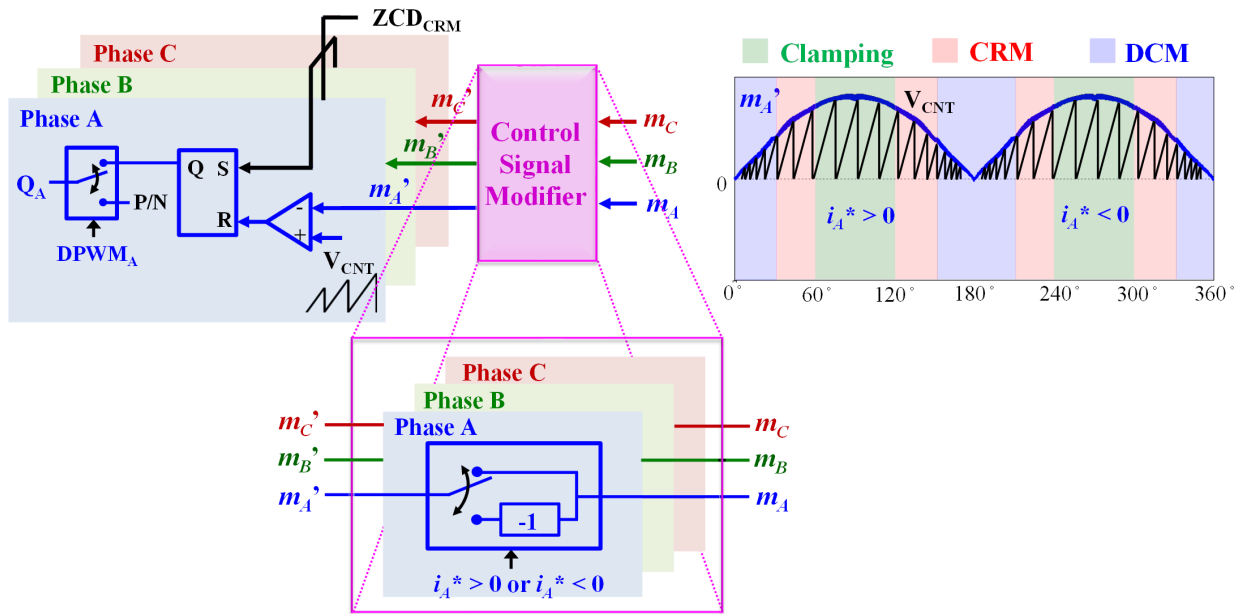 ZCD_CRM
Phase C
Phase B
Phase A
Q_A
P/N
DPWM_A
Q S
R
-
+
V_CNT
m_C’
m_B’
m_A’
Control
Signal
Modifier
m_C
m_B
m_A
Clamping
CRM
DCM
m_A’
V_CNT
0
i_A* > 0
i_A* < 0
0° 60° 120° 180° 240° 300° 360°
Phase C
Phase B
Phase A
m_C’
m_B’
m_A’
-1
m_C
m_B
m_A
i_A* > 0 or i_A* < 0